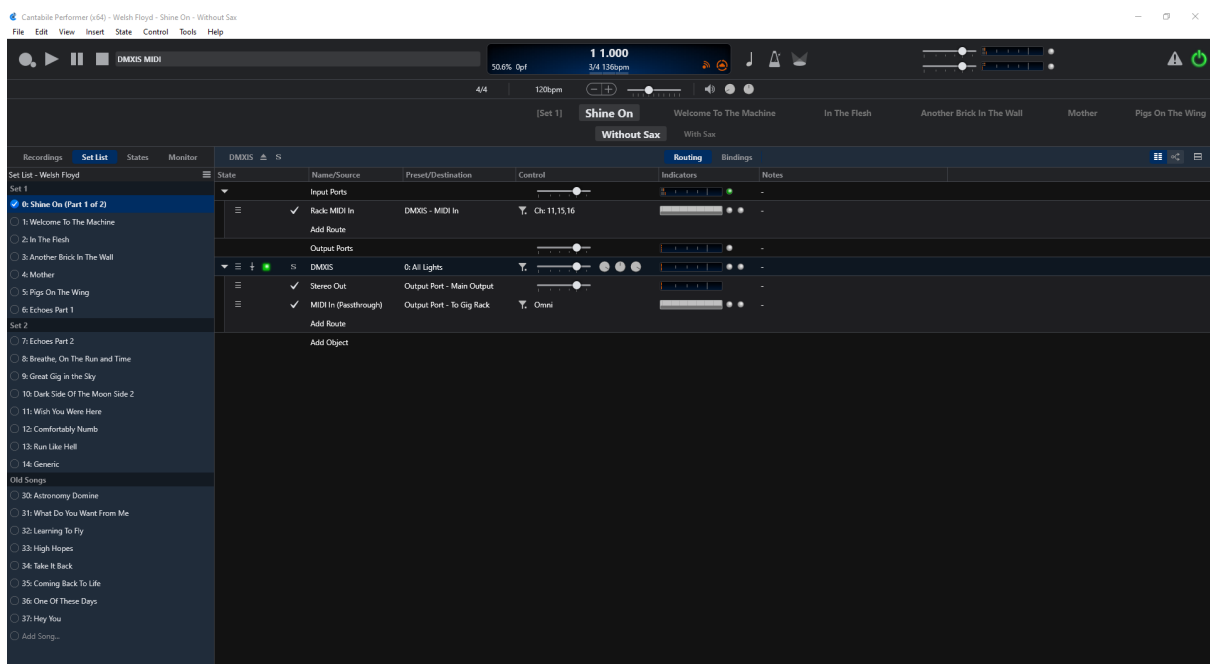 Cantabile Performer (x64) - Welsh Floyd - Shine On - Without Sax
File Edit View Insert State Control Tools Help
DMXIS MIDI
1 1.000
50.6% 0pf 3/4 136bpm
4/4 120bpm
[Set 1] Shine On Welcome To The Machine In The Flesh Another Brick In The Wall Mother Pigs On The Wing
Without Sax With Sax
Recordings Set List States Monitor DMXIS S Routing Bindings
Set List - Welsh Floyd State Name/Source Preset/Destination Control Indicators Notes
Set 1
Input Ports -
0: Shine On (Part 1 of 2)
Rack: MIDI In DMXIS - MIDI In Ch: 11,15,16 -
1: Welcome To The Machine
Add Route
2: In The Flesh
Output Ports -
3: Another Brick In The Wall
S DMXIS 0: All Lights -
4: Mother
Stereo Out Output Port - Main Output -
5: Pigs On The Wing
MIDI In (Passthrough) Output Port - To Gig Rack Omni -
6: Echoes Part 1
Add Route
Set 2
7: Echoes Part 2
Add Object
8: Breathe, On The Run and Time
9: Great Gig in the Sky
10: Dark Side Of The Moon Side 2
11: Wish You Were Here
12: Comfortably Numb
13: Run Like Hell
14: Generic
Old Songs
30: Astronomy Domine
31: What Do You Want From Me
32: Learning To Fly
33: High Hopes
34: Take It Back
35: Coming Back To Life
36: One Of These Days
37: Hey You
Add Song...